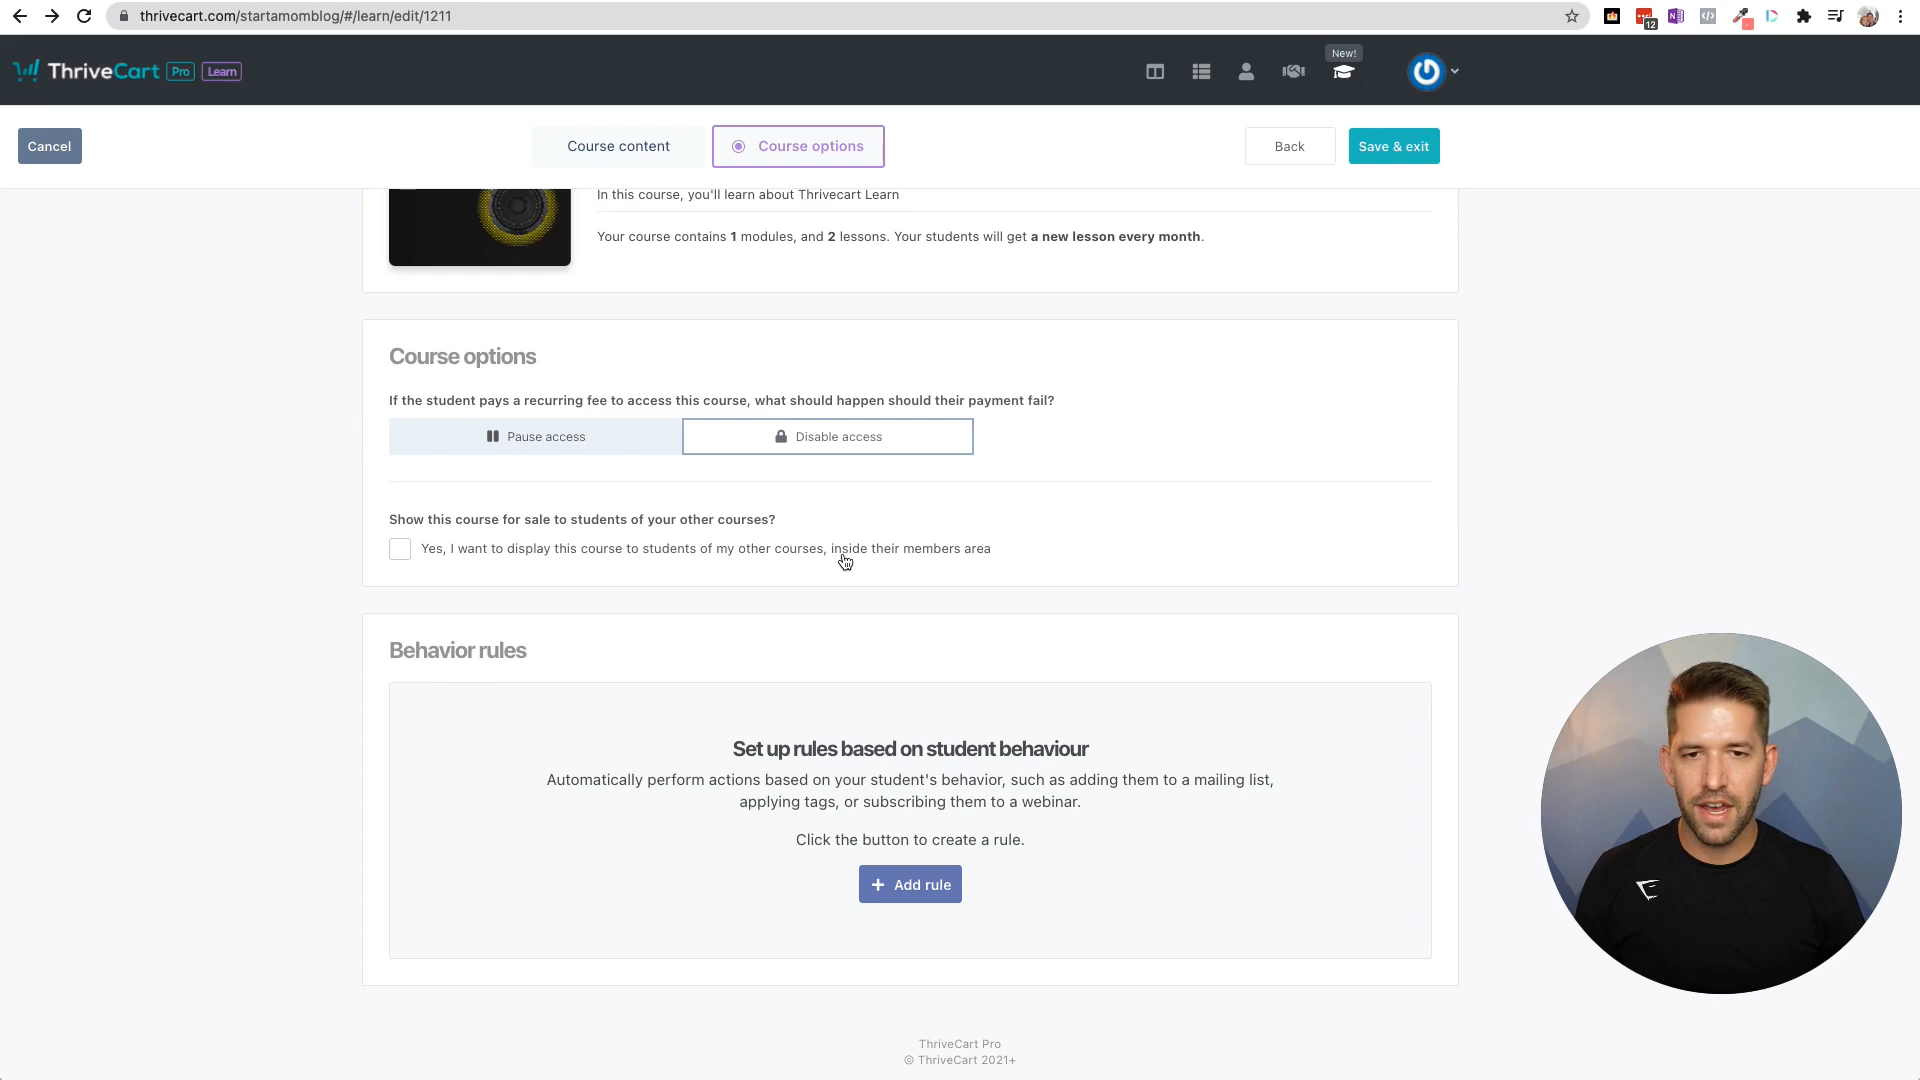 thrivecart.com/startamomblog/#/learn/edit/1211
12
New!
ThriveCart Pro Learn
Cancel
Course content
Course options
Back
Save & exit
In this course, you'll learn about Thrivecart Learn
Your course contains 1 modules, and 2 lessons. Your students will get a new lesson every month.
Course options
If the student pays a recurring fee to access this course, what should happen should their payment fail?
Pause access
Disable access
Show this course for sale to students of your other courses?
Yes, I want to display this course to students of my other courses, inside their members area
Behavior rules
Set up rules based on student behaviour
Automatically perform actions based on your student's behavior, such as adding them to a mailing list,
applying tags, or subscribing them to a webinar.
Click the button to create a rule.
+ Add rule
ThriveCart Pro
© ThriveCart 2021+